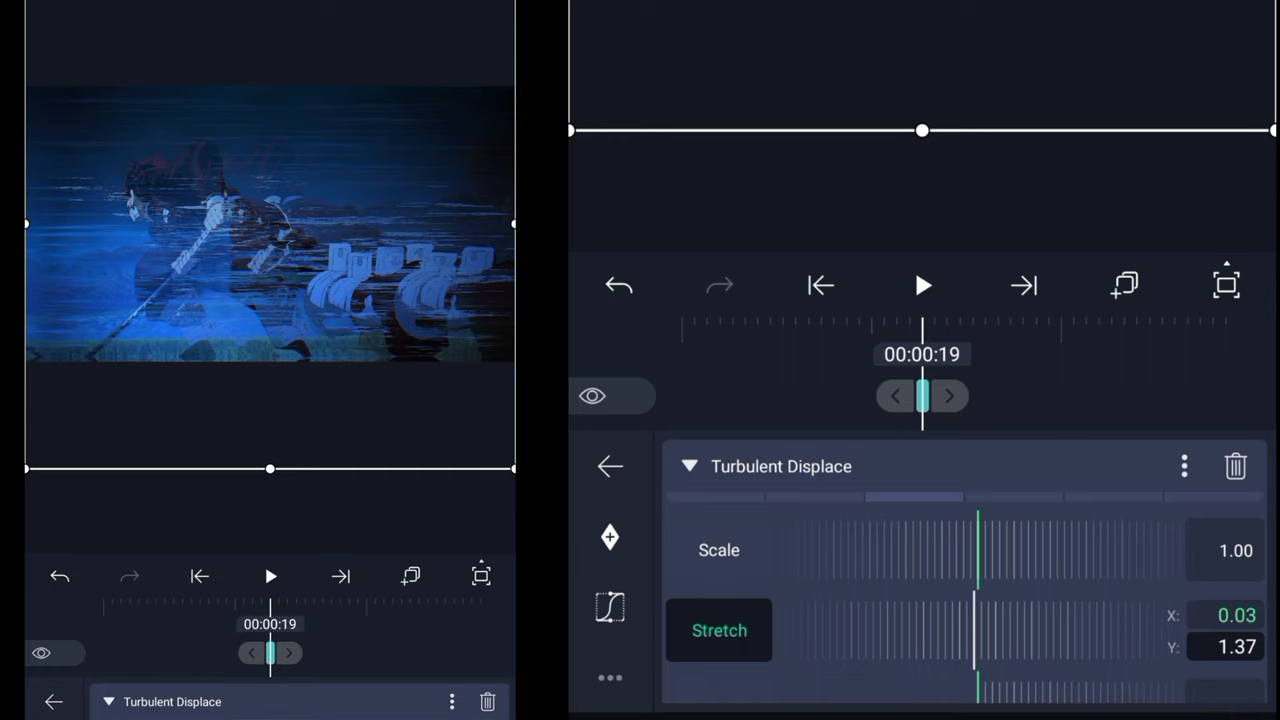 00:00:19
Turbulent Displace
00:00:19
Turbulent Displace
Scale
1.00
Stretch
X: 0.03
Y: 1.37